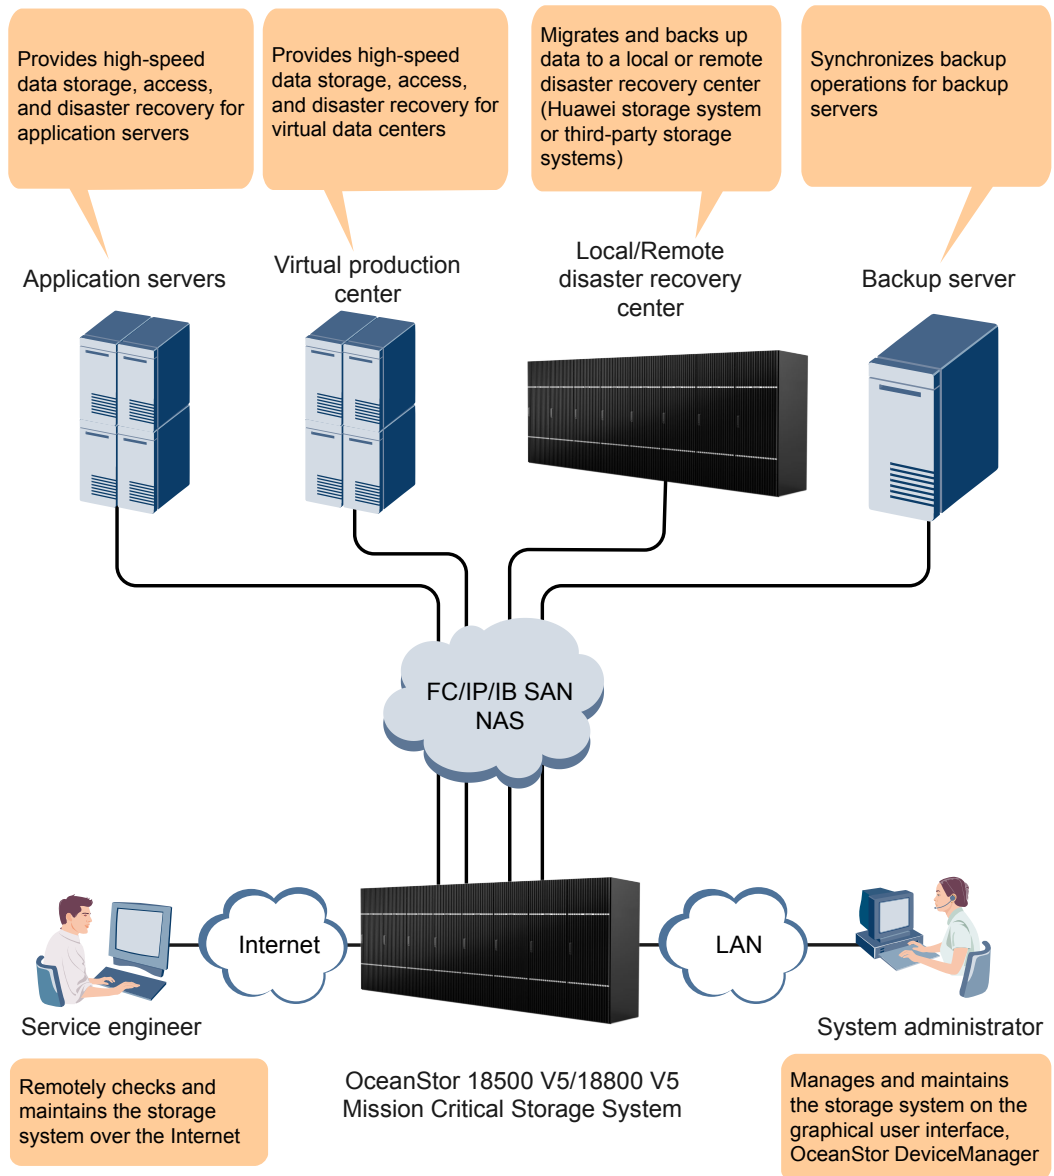 Provides high-speed
data storage, access,
and disaster recovery for
application servers
Provides high-speed
data storage, access,
and disaster recovery for
virtual data centers
Migrates and backs up
data to a local or remote
disaster recovery center
(Huawei storage system
or third-party storage
systems)
Synchronizes backup
operations for backup
servers
Application servers
Virtual production
center
Local/Remote
disaster recovery
center
Backup server
FC/IP/IB SAN
NAS
Internet
LAN
Service engineer
System administrator
Remotely checks and
maintains the storage
system over the Internet
OceanStor 18500 V5/18800 V5
Mission Critical Storage System
Manages and maintains
the storage system on the
graphical user interface,
OceanStor DeviceManager